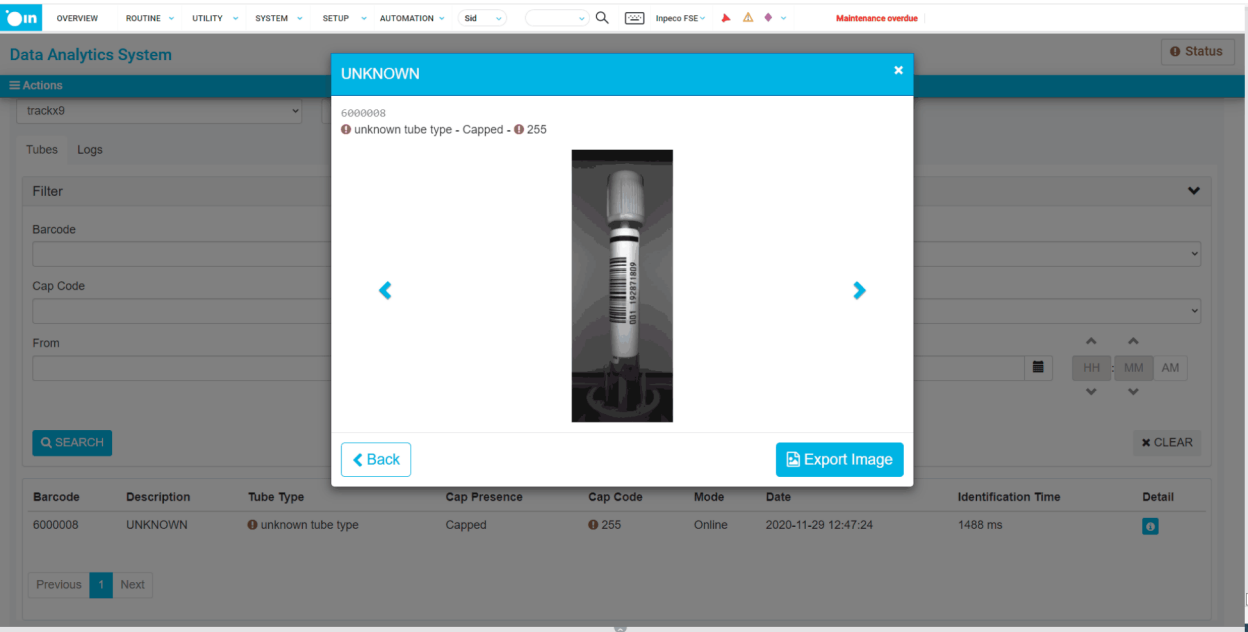 in OVERVIEW ROUTINE UTILITY SYSTEM SETUP AUTOMATION Sid Inpeco FSE Maintenance overdue
Data Analytics System
Status
Actions
trackx9
Tubes Logs
Filter
Barcode
Cap Code
From
HH : MM AM
SEARCH
CLEAR
UNKNOWN
6000008
unknown tube type - Capped - 255
001 192871809
Back
Export Image
Barcode Description Tube Type Cap Presence Cap Code Mode Date Identification Time Detail
6000008 UNKNOWN unknown tube type Capped 255 Online 2020-11-29 12:47:24 1488 ms
Previous 1 Next